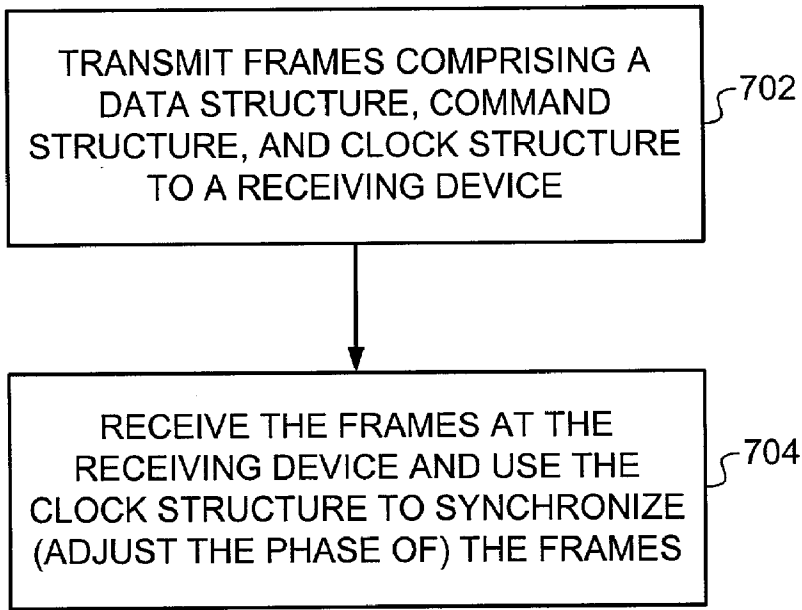 TRANSMIT FRAMES COMPRISING A
DATA STRUCTURE, COMMAND
STRUCTURE, AND CLOCK STRUCTURE
TO A RECEIVING DEVICE
702
RECEIVE THE FRAMES AT THE
RECEIVING DEVICE AND USE THE
CLOCK STRUCTURE TO SYNCHRONIZE
(ADJUST THE PHASE OF) THE FRAMES
704